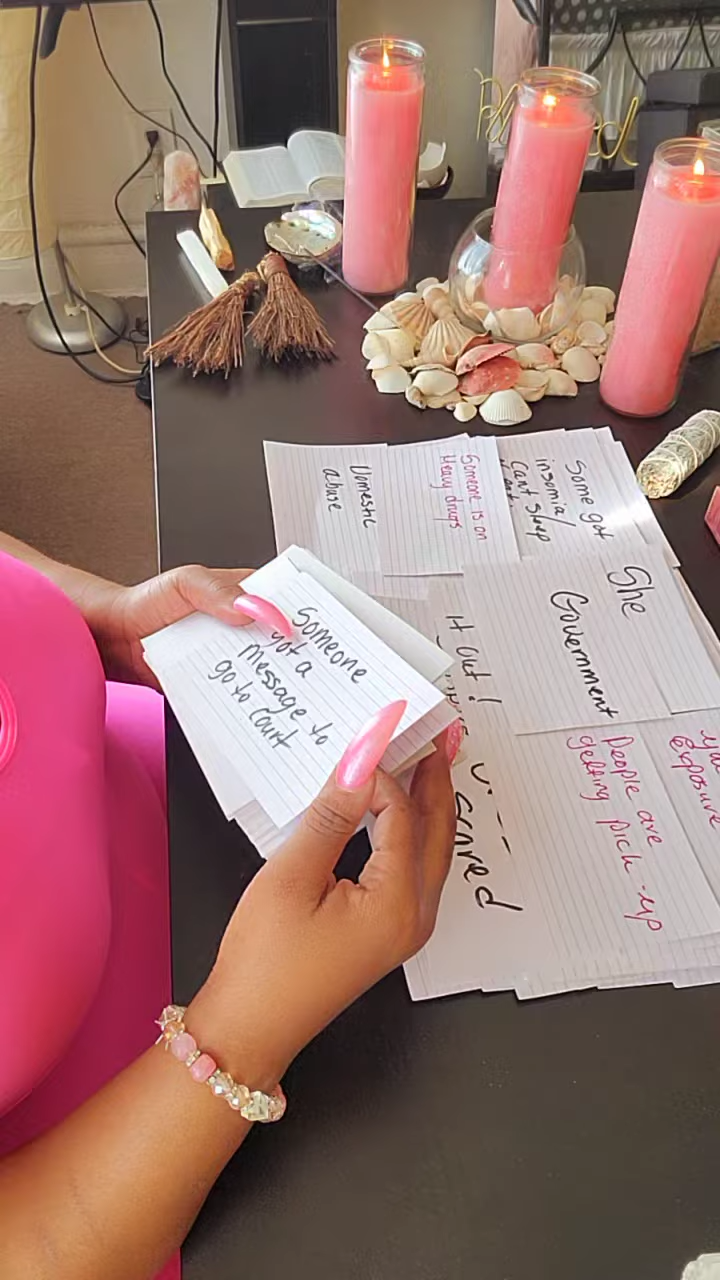 Someone
got a
message to
go to Court
Domestic
abuse
Someone is on
Heavy drugs
Some got
insomia/
Cant sleep
She
Government
it out!
scared
People are
getting pick-up
Exposure